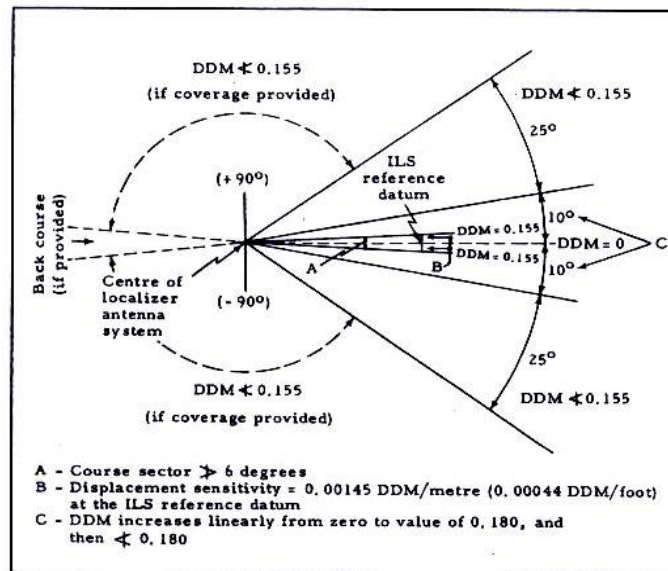 DDM ≮ 0.155
(if coverage provided)
DDM ≮ 0.155
25°
(+90°)
ILS
reference
datum
10°
DDM = 0.155
DDM = 0
C
DDM = 0.155
10°
A
B
Back course
(if provided)
Centre of
localizer
antenna
system
(-90°)
25°
DDM ≮ 0.155
DDM ≮ 0.155
(if coverage provided)
A - Course sector ≯ 6 degrees
B - Displacement sensitivity = 0.00145 DDM/metre (0.00044 DDM/foot)
at the ILS reference datum
C - DDM increases linearly from zero to value of 0.180, and
then ≮ 0.180